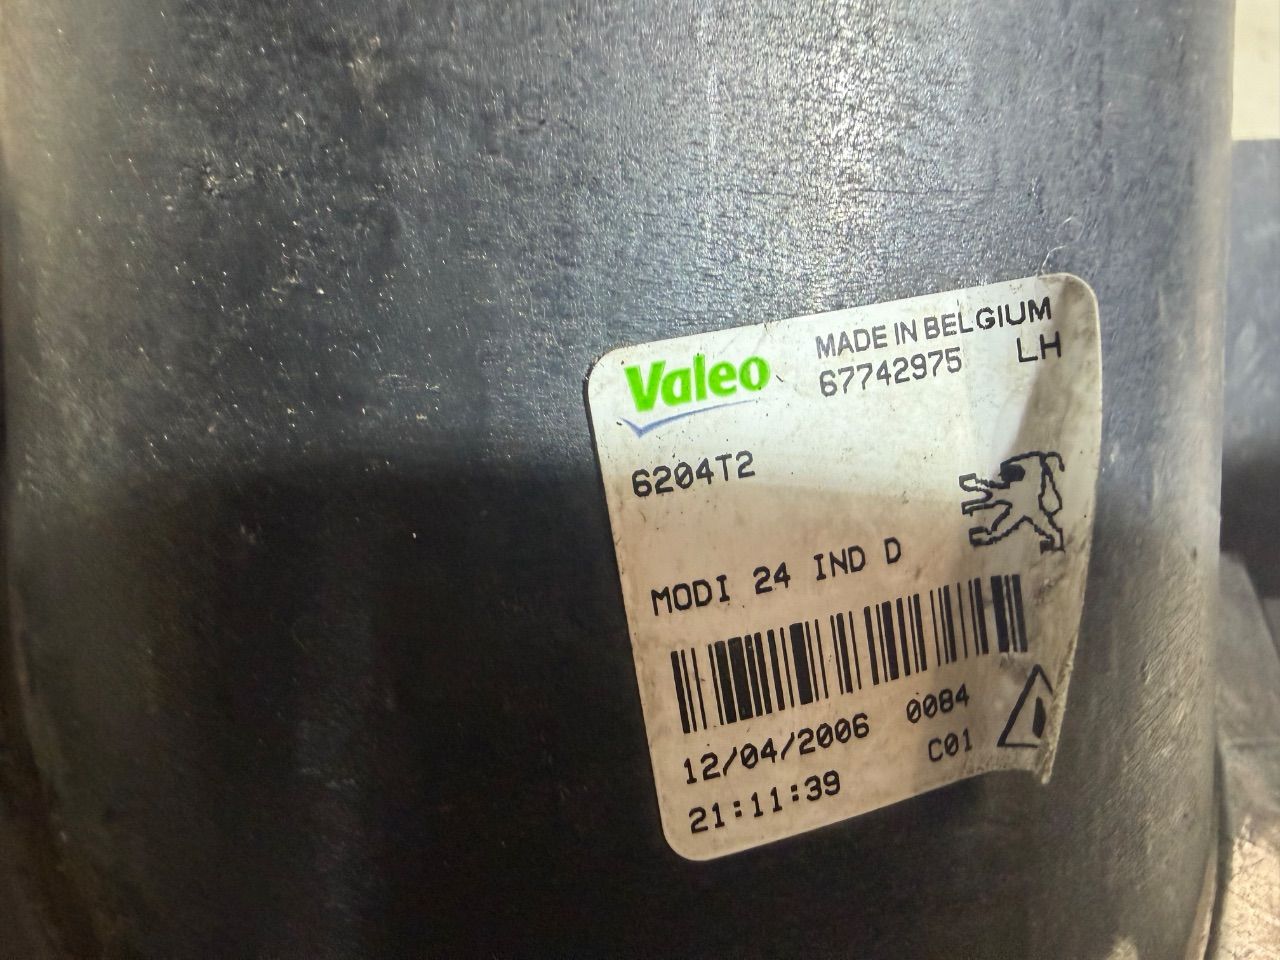 Valeo
MADE IN BELGIUM
67742975 LH
6204T2
MODI 24 IND D
12/04/2006 0084
21:11:39 C01